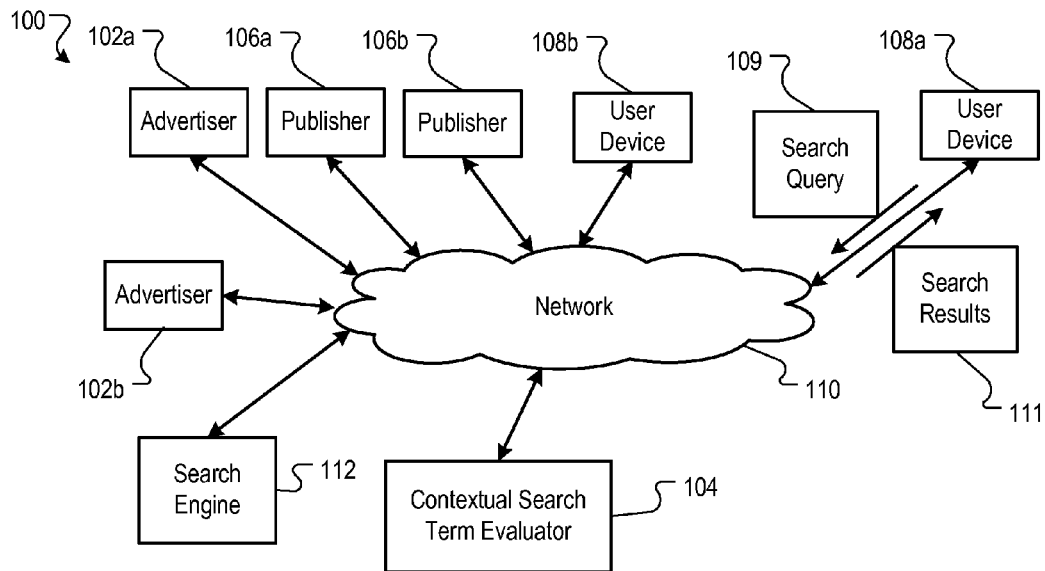 100
102a
106a
106b
108b
109
108a
Advertiser
Publisher
Publisher
User
Device
Search
Query
User
Device
Advertiser
102b
Network
Search
Results
110
111
Search
Engine
112
Contextual Search
Term Evaluator
104